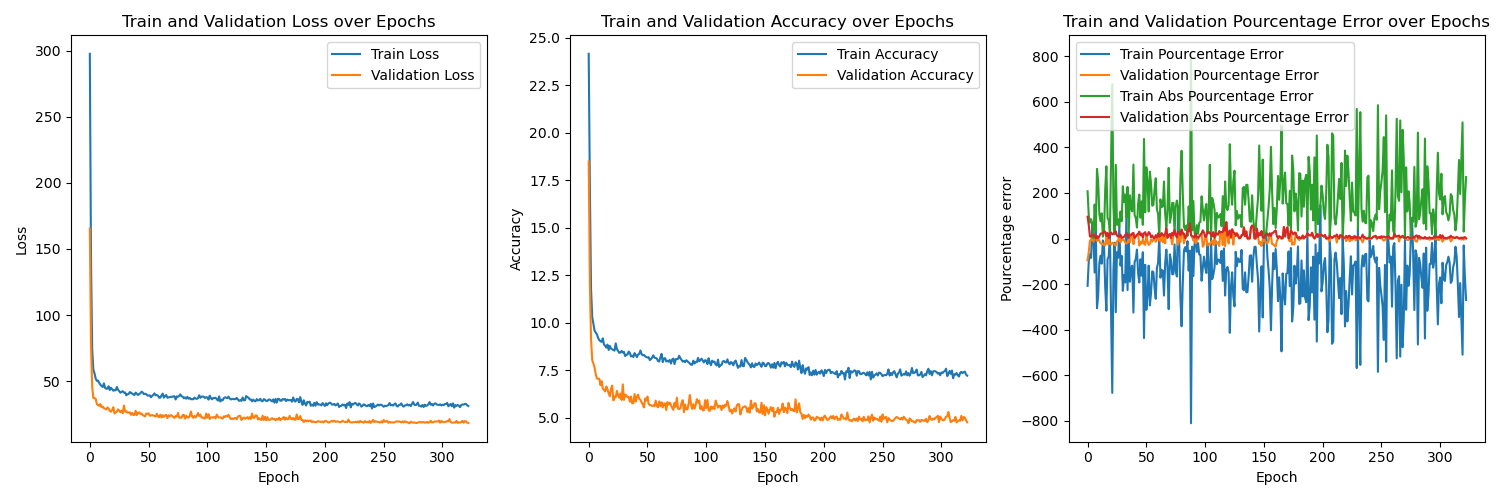 Train and Validation Loss over Epochs
Train Loss
Validation Loss
300
250
200
150
100
50
Loss
0 50 100 150 200 250 300
Epoch
Train and Validation Accuracy over Epochs
Train Accuracy
Validation Accuracy
25.0
22.5
20.0
17.5
15.0
12.5
10.0
7.5
5.0
Accuracy
0 50 100 150 200 250 300
Epoch
Train and Validation Pourcentage Error over Epochs
Train Pourcentage Error
Validation Pourcentage Error
Train Abs Pourcentage Error
Validation Abs Pourcentage Error
800
600
400
200
0
−200
−400
−600
−800
Pourcentage error
0 50 100 150 200 250 300
Epoch